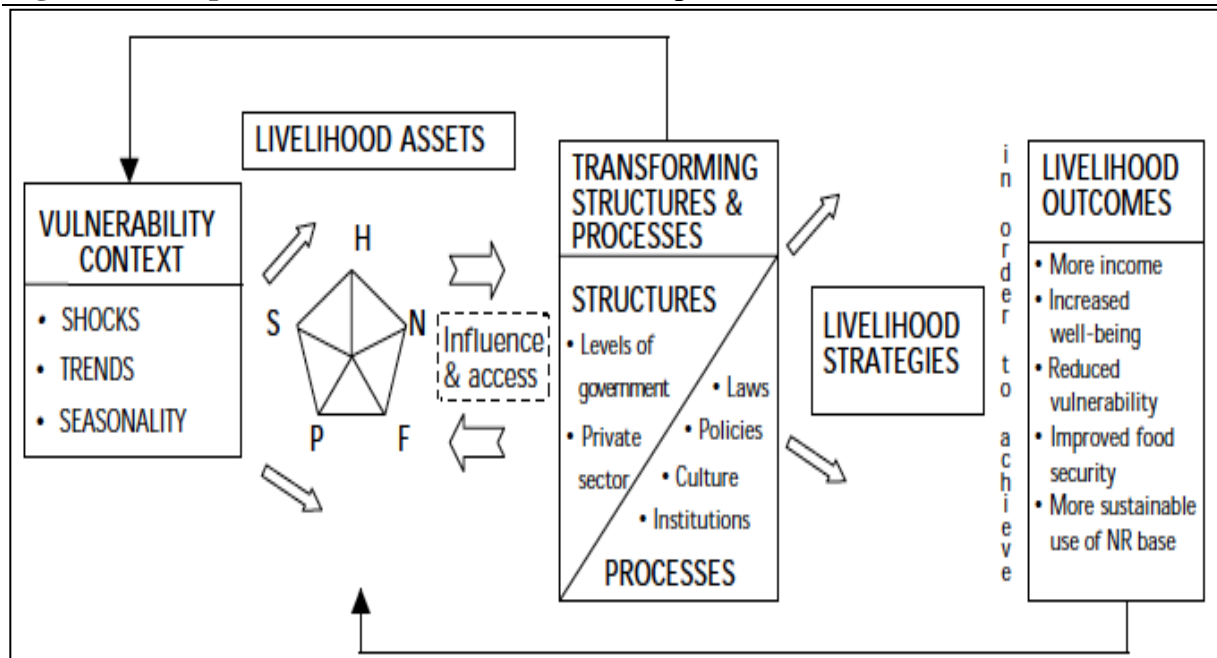 LIVELIHOOD ASSETS
VULNERABILITY
CONTEXT
• SHOCKS
• TRENDS
• SEASONALITY
H
S
N
P
F
Influence
& access
TRANSFORMING
STRUCTURES &
PROCESSES
STRUCTURES
• Levels of
government
• Private
sector
• Laws
• Policies
• Culture
• Institutions
PROCESSES
LIVELIHOOD
STRATEGIES
in order to achieve
LIVELIHOOD
OUTCOMES
• More income
• Increased
well-being
• Reduced
vulnerability
• Improved food
security
• More sustainable
use of NR base